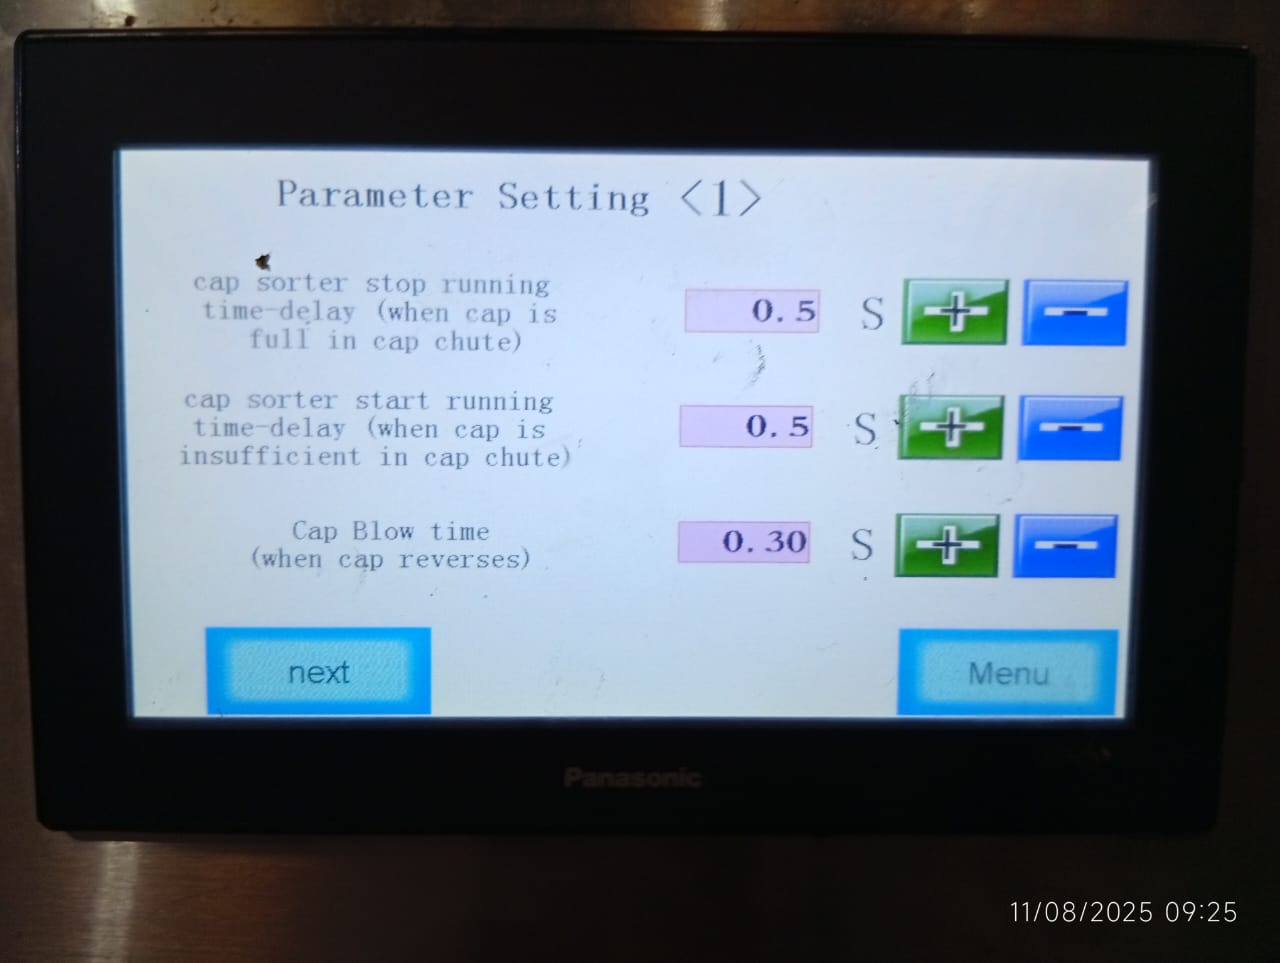 Parameter Setting <1>
cap sorter stop running
time-delay (when cap is
full in cap chute)
0.5 S + -
cap sorter start running
time-delay (when cap is
insufficient in cap chute)
0.5 S + -
Cap Blow time
(when cap reverses)
0.30 S + -
next
Menu
Panasonic
11/08/2025 09:25